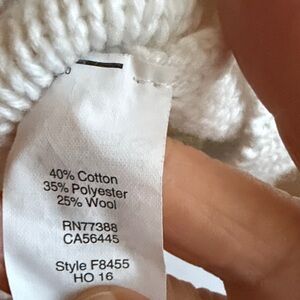 40% Cotton
35% Polyester
25% Wool
RN77388
CA56445
Style F8455
HO 16